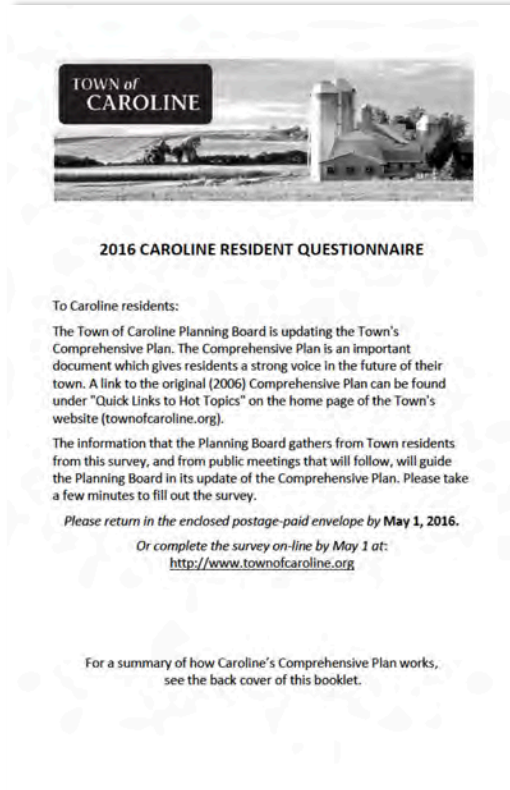 TOWN of
CAROLINE
2016 CAROLINE RESIDENT QUESTIONNAIRE
To Caroline residents:
The Town of Caroline Planning Board is updating the Town's
Comprehensive Plan. The Comprehensive Plan is an important
document which gives residents a strong voice in the future of their
town. A link to the original (2006) Comprehensive Plan can be found
under "Quick Links to Hot Topics" on the home page of the Town's
website (townofcaroline.org).
The information that the Planning Board gathers from Town residents
from this survey, and from public meetings that will follow, will guide
the Planning Board in its update of the Comprehensive Plan. Please take
a few minutes to fill out the survey.
Please return in the enclosed postage-paid envelope by May 1, 2016.
Or complete the survey on-line by May 1 at:
http://www.townofcaroline.org
For a summary of how Caroline's Comprehensive Plan works,
see the back cover of this booklet.